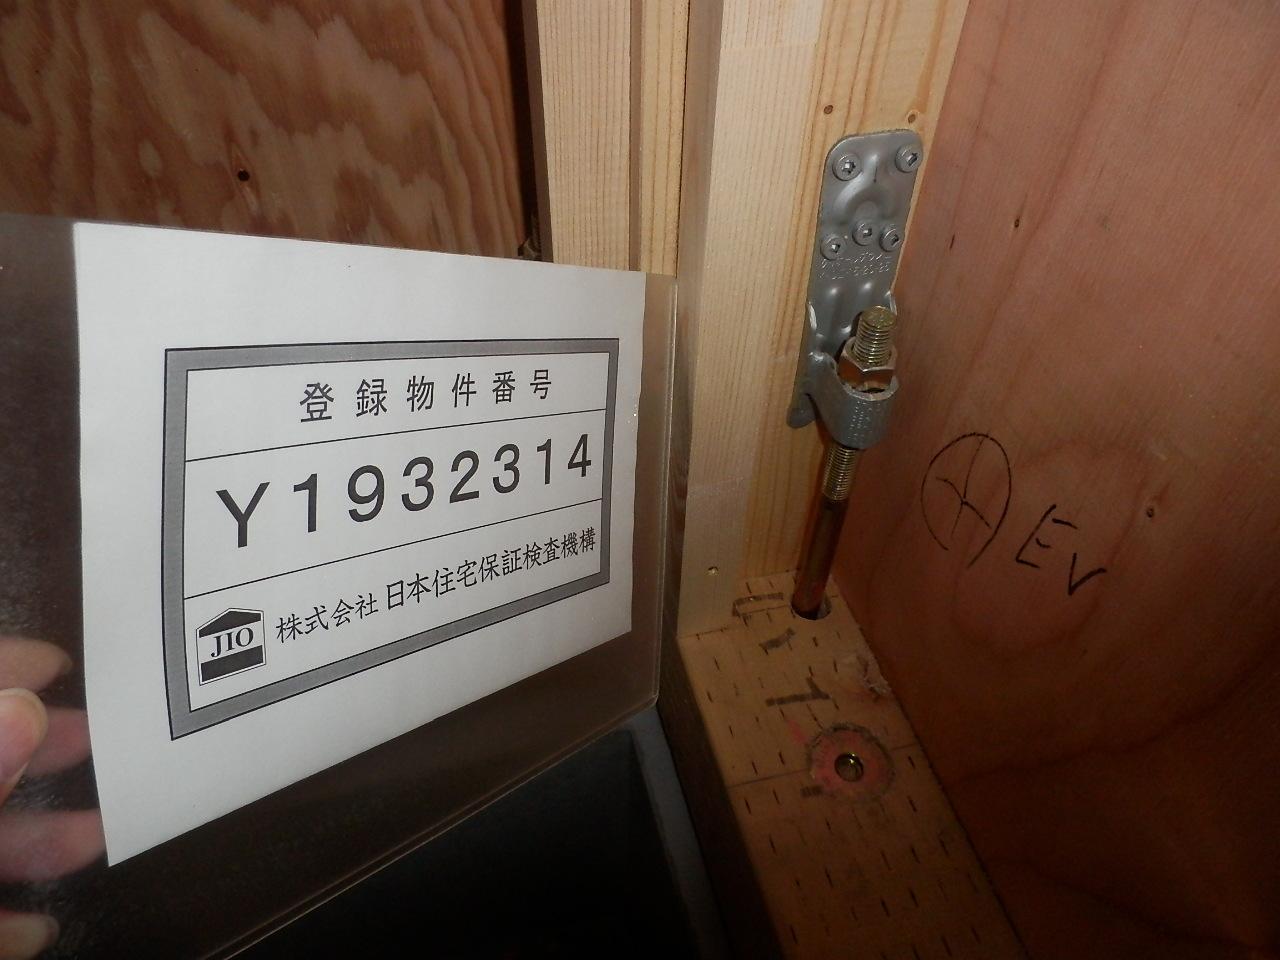 登録物件番号
Y1932314
JIO
株式会社 日本住宅保証検査機構
EV